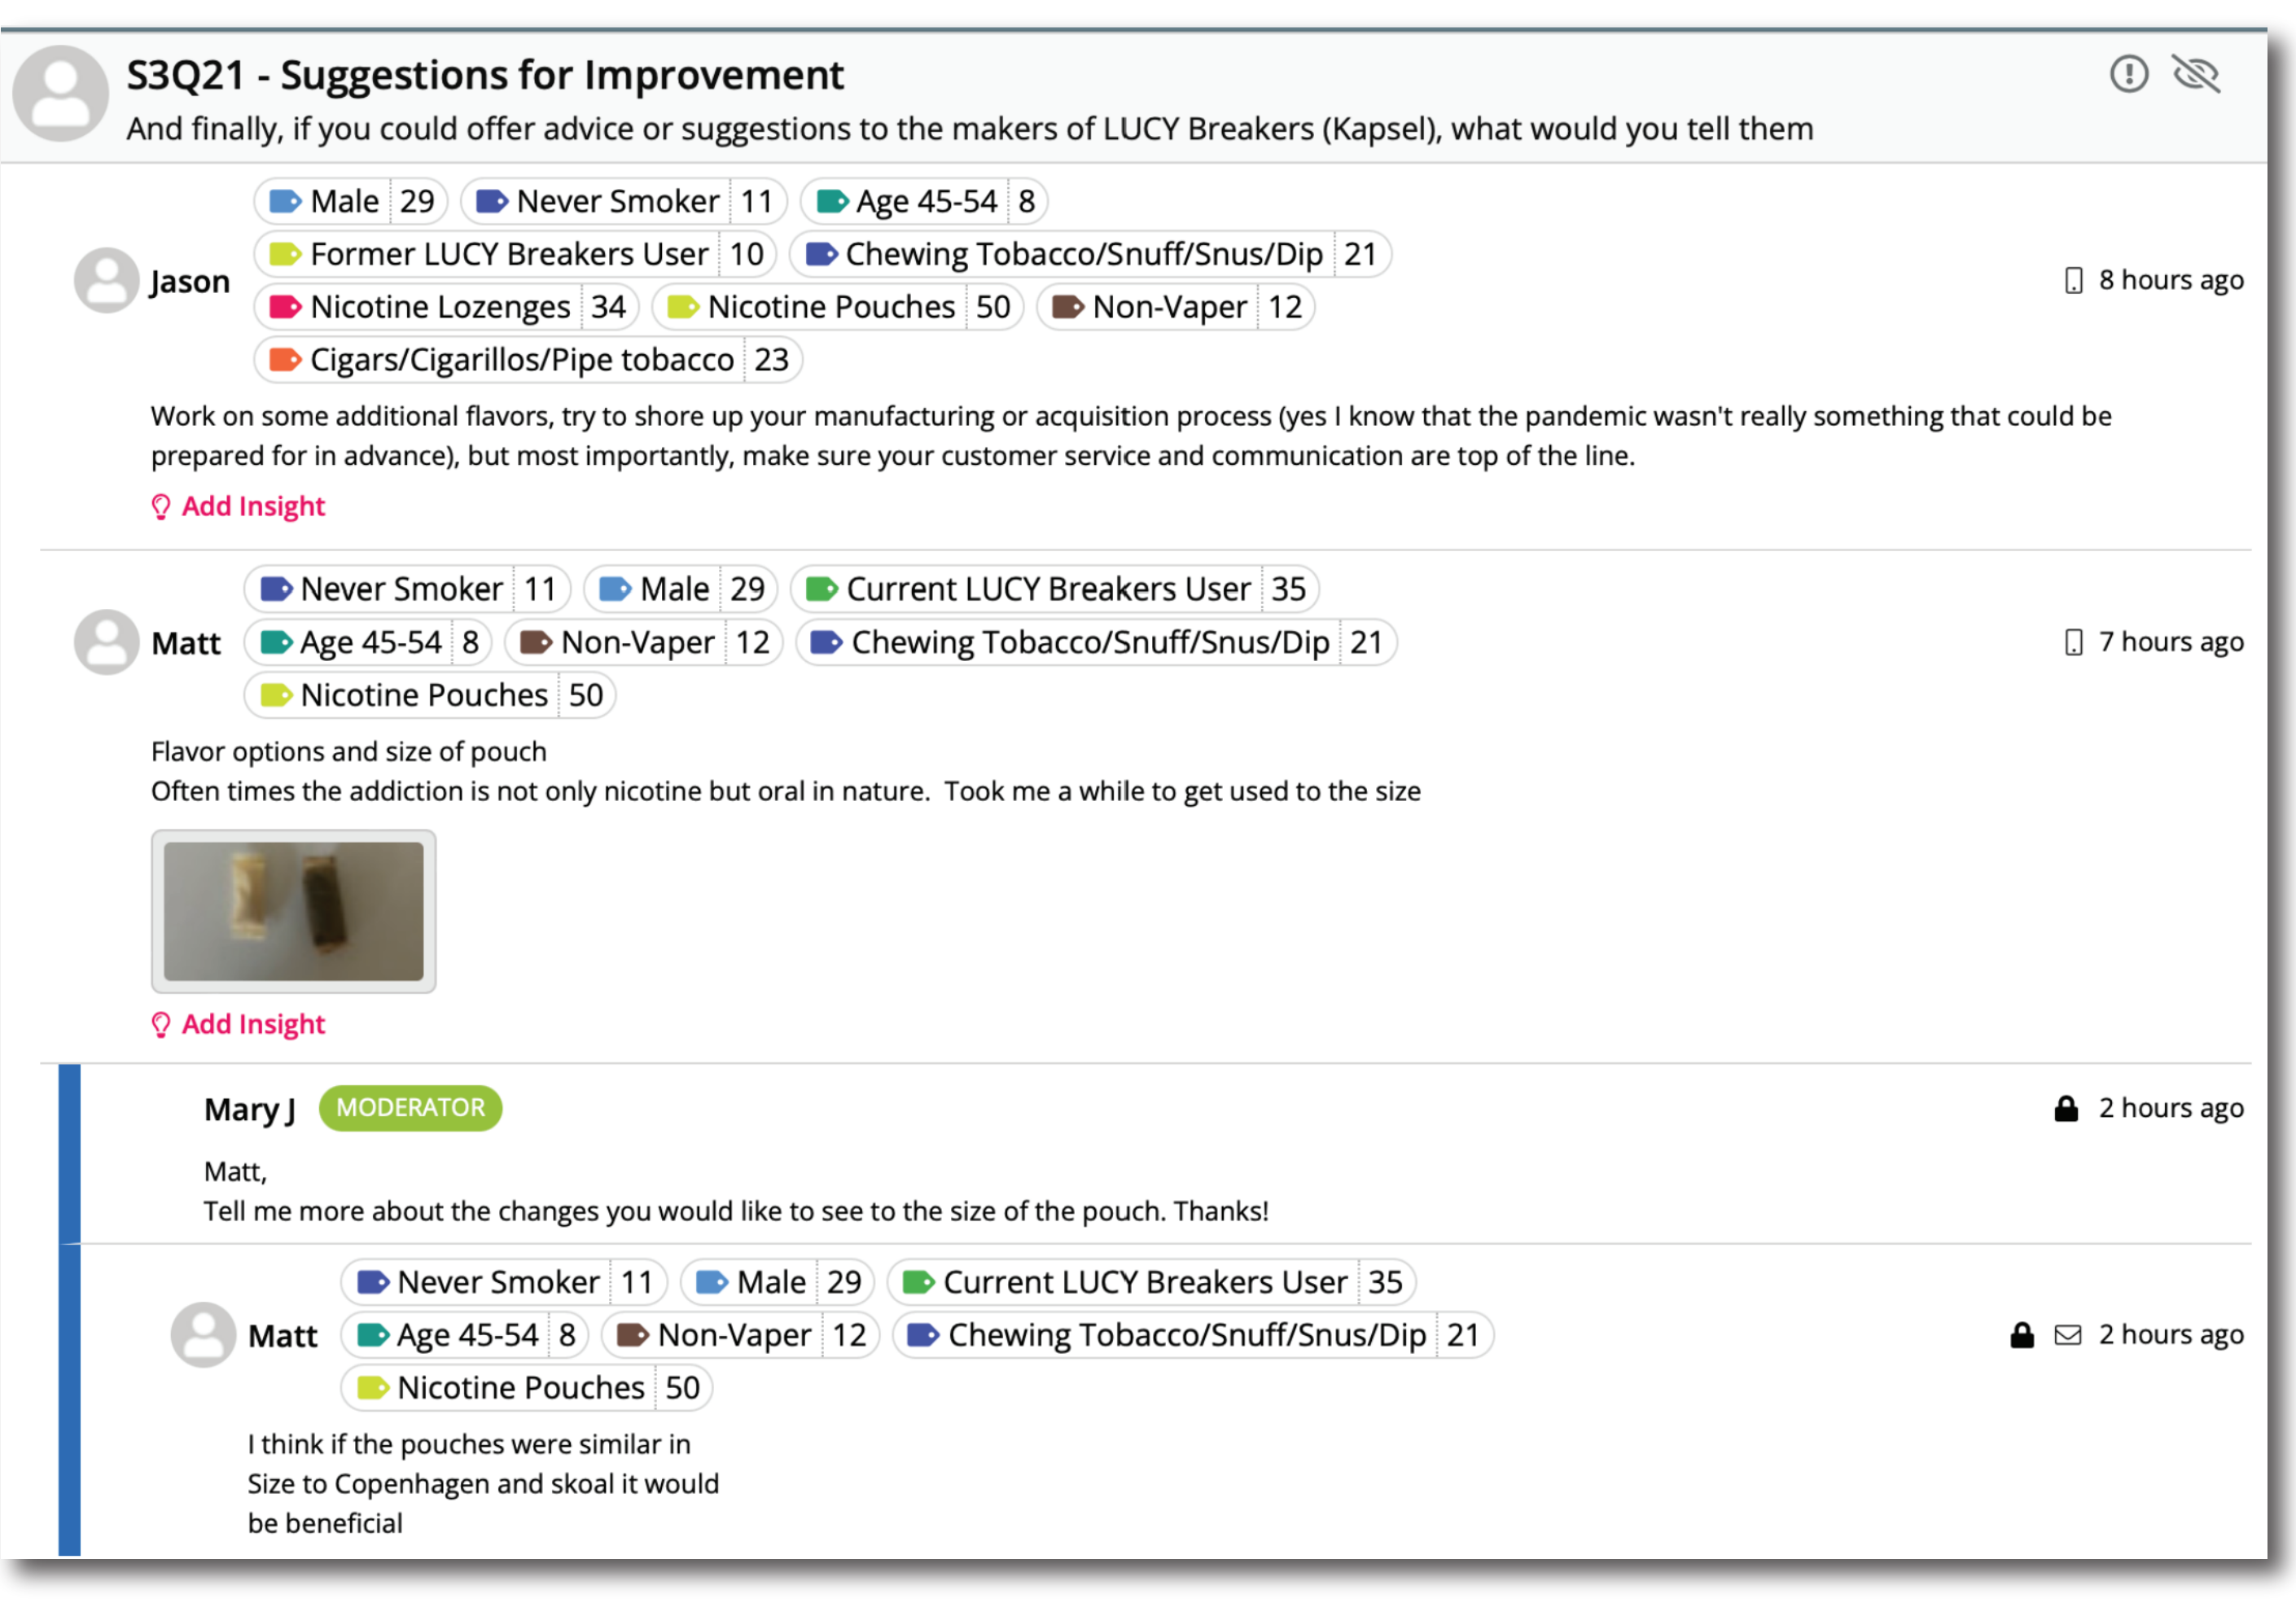 S3Q21 - Suggestions for Improvement
And finally, if you could offer advice or suggestions to the makers of LUCY Breakers (Kapsel), what would you tell them
Male 29 Never Smoker 11 Age 45-54 8
Former LUCY Breakers User 10 Chewing Tobacco/Snuff/Snus/Dip 21
Jason 8 hours ago
Nicotine Lozenges 34 Nicotine Pouches 50 Non-Vaper 12
Cigars/Cigarillos/Pipe tobacco 23
Work on some additional flavors, try to shore up your manufacturing or acquisition process (yes I know that the pandemic wasn't really something that could be
prepared for in advance), but most importantly, make sure your customer service and communication are top of the line.
Add Insight
Never Smoker 11 Male 29 Current LUCY Breakers User 35
Matt Age 45-54 8 Non-Vaper 12 Chewing Tobacco/Snuff/Snus/Dip 21 7 hours ago
Nicotine Pouches 50
Flavor options and size of pouch
Often times the addiction is not only nicotine but oral in nature.  Took me a while to get used to the size
Add Insight
Mary J MODERATOR 2 hours ago
Matt,
Tell me more about the changes you would like to see to the size of the pouch. Thanks!
Never Smoker 11 Male 29 Current LUCY Breakers User 35
Matt Age 45-54 8 Non-Vaper 12 Chewing Tobacco/Snuff/Snus/Dip 21 2 hours ago
Nicotine Pouches 50
I think if the pouches were similar in
Size to Copenhagen and skoal it would
be beneficial